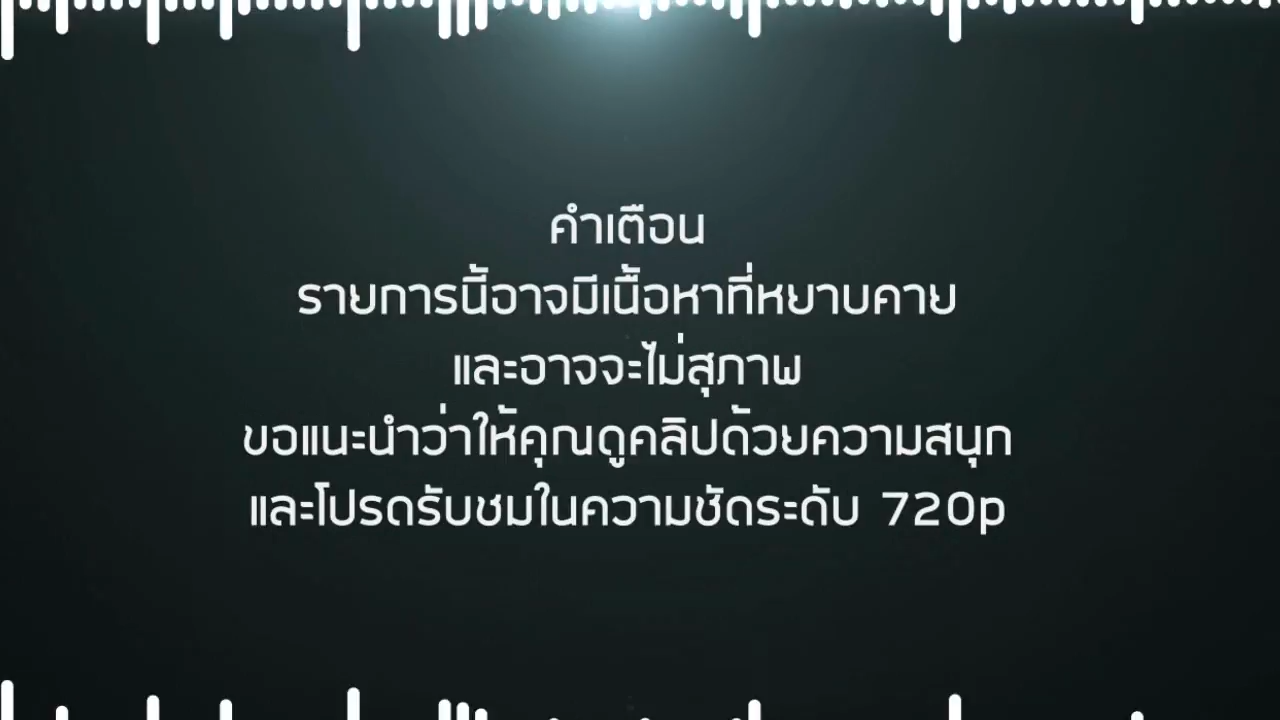 คำเตือน
รายการนี้อาจมีเนื้อหาที่หยาบคาย
และอาจจะไม่สุภาพ
ขอแนะนำว่าให้คุณดูคลิปด้วยความสนุก
และโปรดรับชมในความชัดระดับ 720p